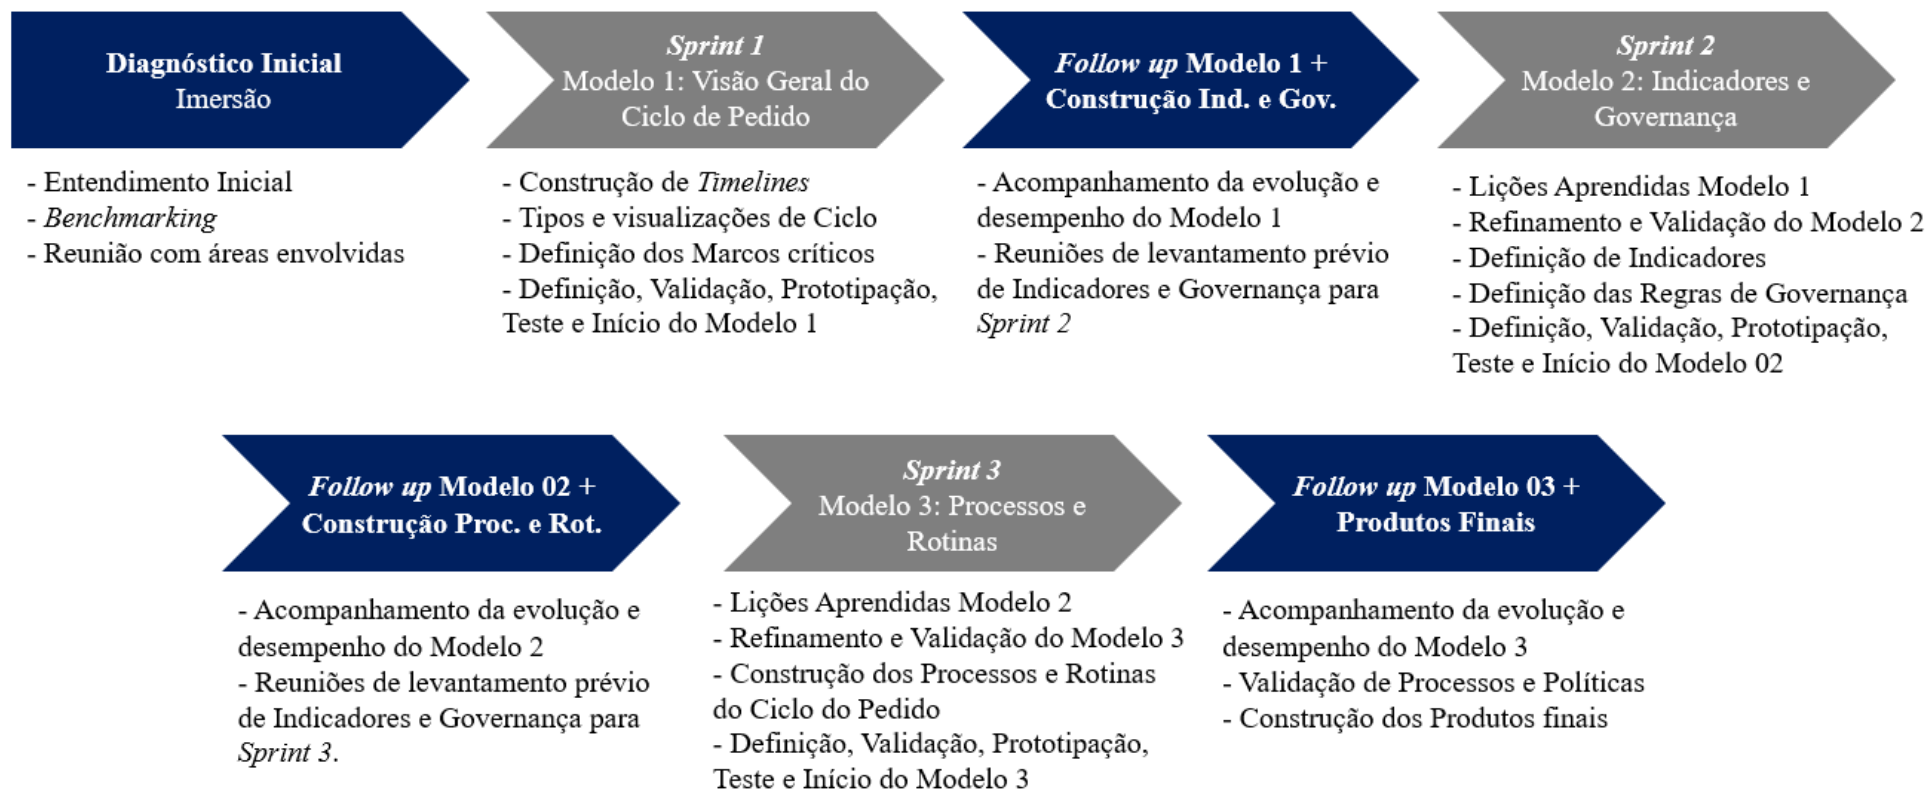 Diagnóstico Inicial
Imersão
- Entendimento Inicial
- Benchmarking
- Reunião com áreas envolvidas
Sprint 1
Modelo 1: Visão Geral do
Ciclo de Pedido
- Construção de Timelines
- Tipos e visualizações de Ciclo
- Definição dos Marcos críticos
- Definição, Validação, Prototipação,
Teste e Início do Modelo 1
Follow up Modelo 1 +
Construção Ind. e Gov.
- Acompanhamento da evolução e
desempenho do Modelo 1
- Reuniões de levantamento prévio
de Indicadores e Governança para
Sprint 2
Sprint 2
Modelo 2: Indicadores e
Governança
- Lições Aprendidas Modelo 1
- Refinamento e Validação do Modelo 2
- Definição de Indicadores
- Definição das Regras de Governança
- Definição, Validação, Prototipação,
Teste e Início do Modelo 02
Follow up Modelo 02 +
Construção Proc. e Rot.
- Acompanhamento da evolução e
desempenho do Modelo 2
- Reuniões de levantamento prévio
de Indicadores e Governança para
Sprint 3.
Sprint 3
Modelo 3: Processos e
Rotinas
- Lições Aprendidas Modelo 2
- Refinamento e Validação do Modelo 3
- Construção dos Processos e Rotinas
do Ciclo do Pedido
- Definição, Validação, Prototipação,
Teste e Início do Modelo 3
Follow up Modelo 03 +
Produtos Finais
- Acompanhamento da evolução e
desempenho do Modelo 3
- Validação de Processos e Políticas
- Construção dos Produtos finais